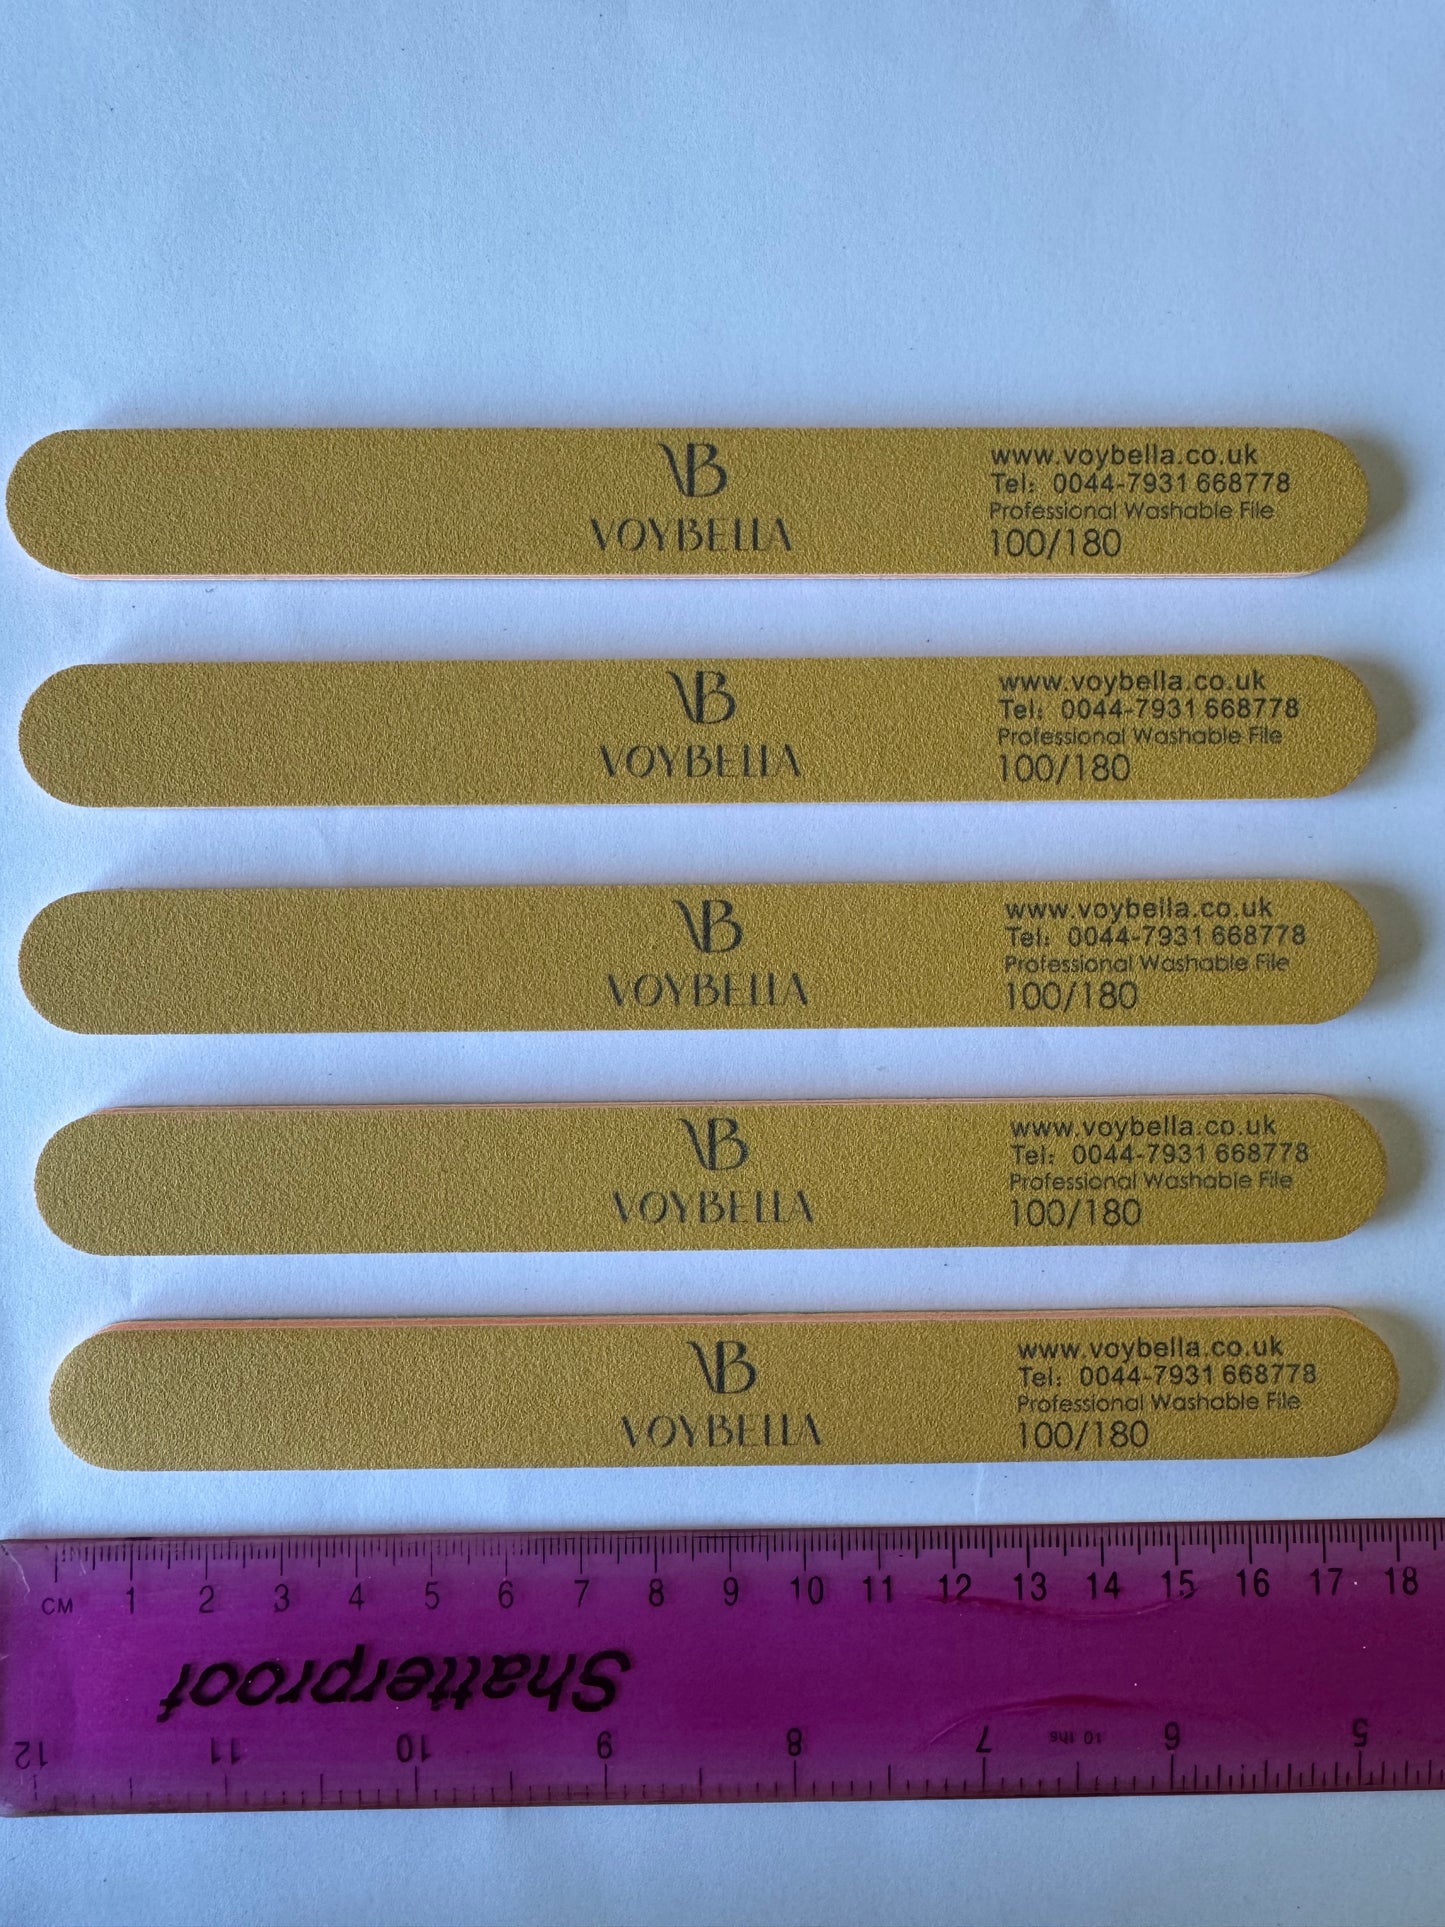 VB
VOYBELLA
www.voybella.co.uk
Tel: 0044-7931 668778
Professional Washable File
100/180
VB
VOYBELLA
www.voybella.co.uk
Tel: 0044-7931 668778
Professional Washable File
100/180
VB
VOYBELLA
www.voybella.co.uk
Tel: 0044-7931 668778
Professional Washable File
100/180
VB
VOYBELLA
www.voybella.co.uk
Tel: 0044-7931 668778
Professional Washable File
100/180
VB
VOYBELLA
www.voybella.co.uk
Tel: 0044-7931 668778
Professional Washable File
100/180
CM 1 2 3 4 5 6 7 8 9 10 11 12 13 14 15 16 17 18
Shatterproof
12 11 10 9 8 7 10 ths 6 5